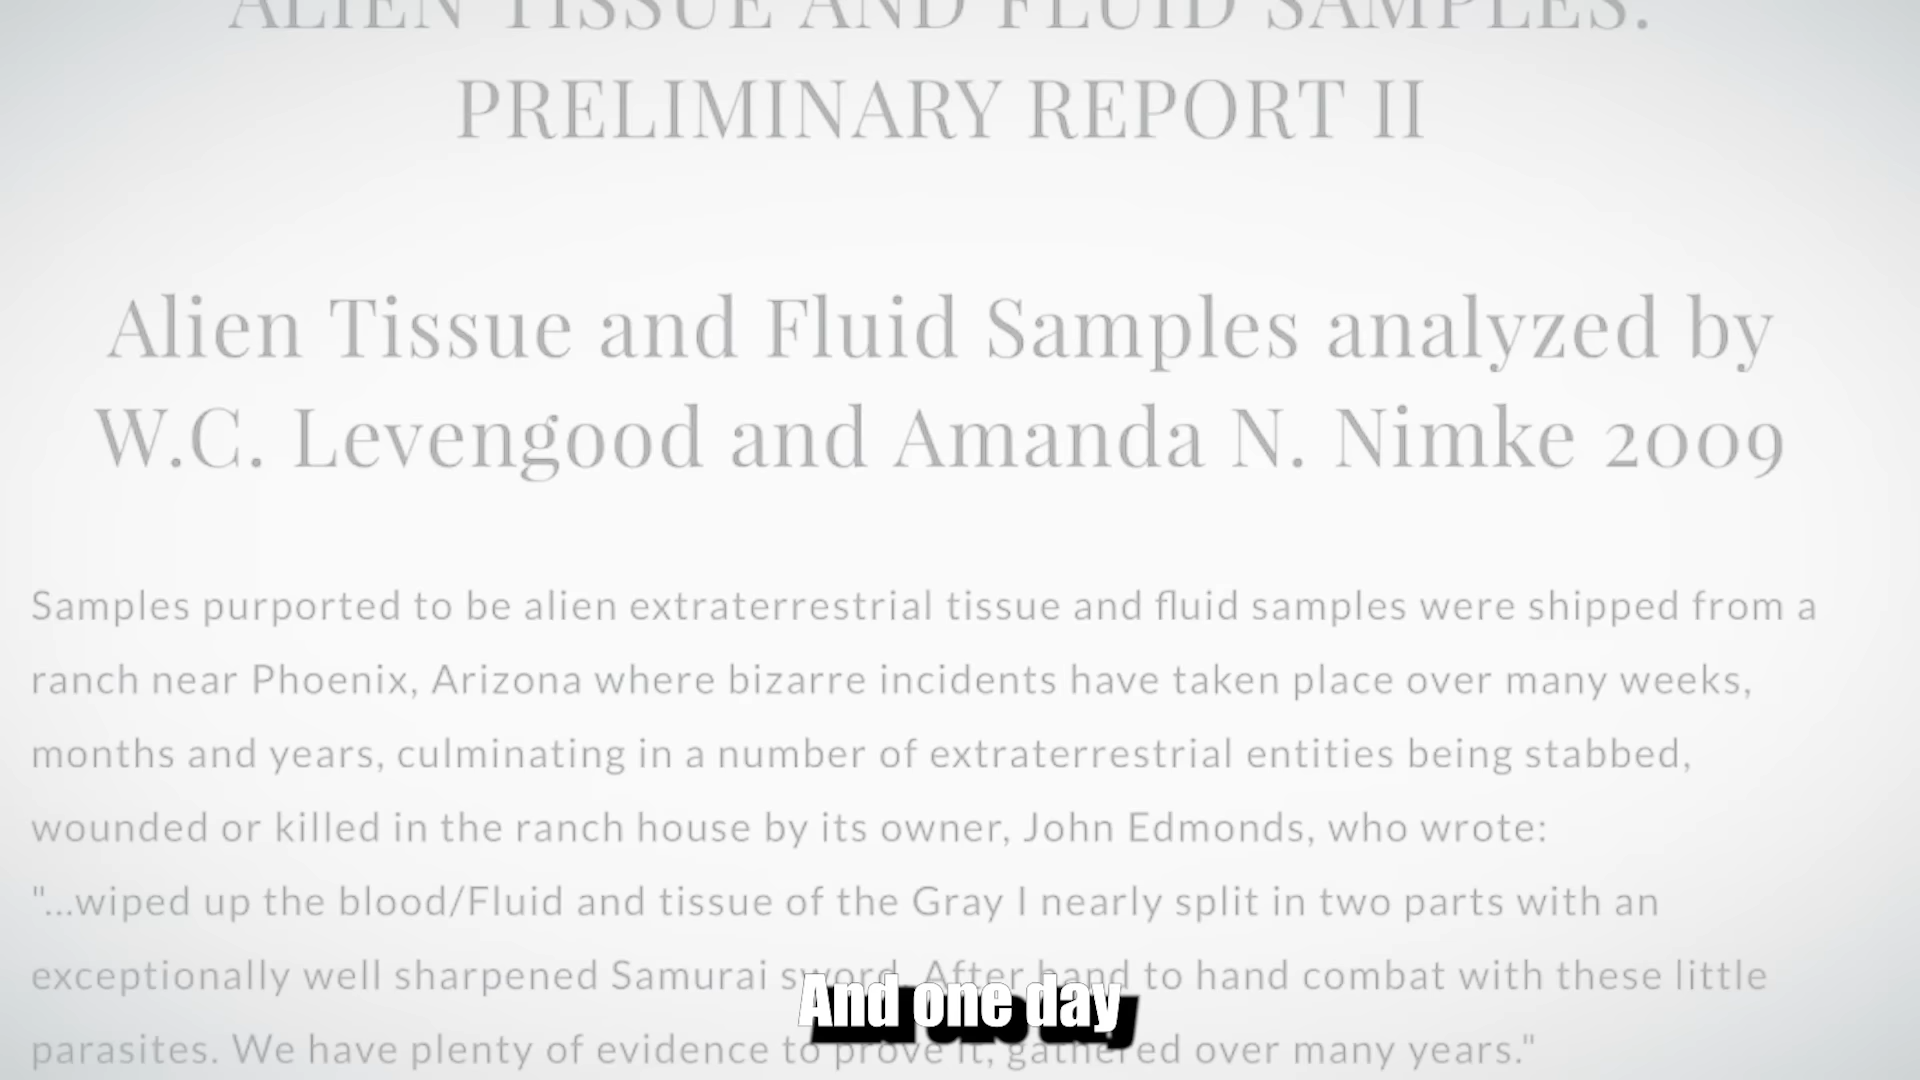 ALIEN TISSUE AND FLUID SAMPLES.
PRELIMINARY REPORT II
Alien Tissue and Fluid Samples analyzed by
W.C. Levengood and Amanda N. Nimke 2009
Samples purported to be alien extraterrestrial tissue and fluid samples were shipped from a
ranch near Phoenix, Arizona where bizarre incidents have taken place over many weeks,
months and years, culminating in a number of extraterrestrial entities being stabbed,
wounded or killed in the ranch house by its owner, John Edmonds, who wrote:
"...wiped up the blood/Fluid and tissue of the Gray I nearly split in two parts with an
exceptionally well sharpened Samurai sword. After hand to hand combat with these little
And one day
parasites. We have plenty of evidence to prove it, gathered over many years."